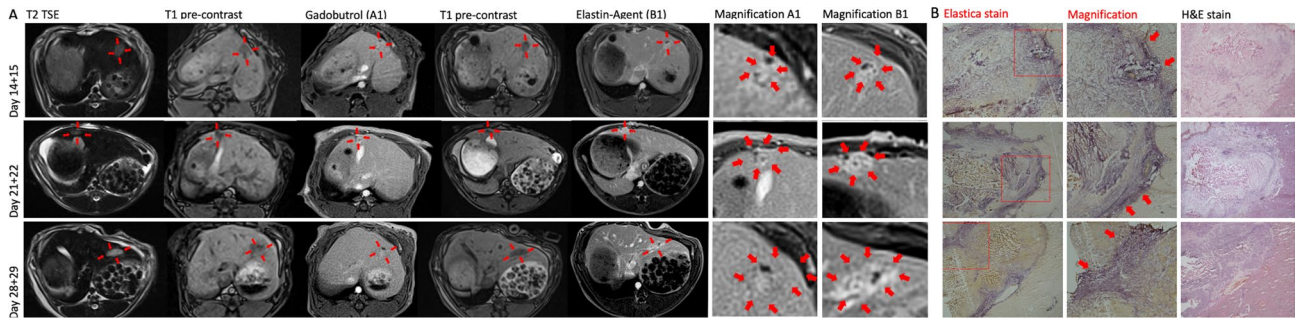 A
T2 TSE
T1 pre-contrast
Gadobutrol (A1)
T1 pre-contrast
Elastin-Agent (B1)
Magnification A1
Magnification B1
B
Elastica stain
Magnification
H&E stain
Day 14+15
Day 21+22
Day 28+29